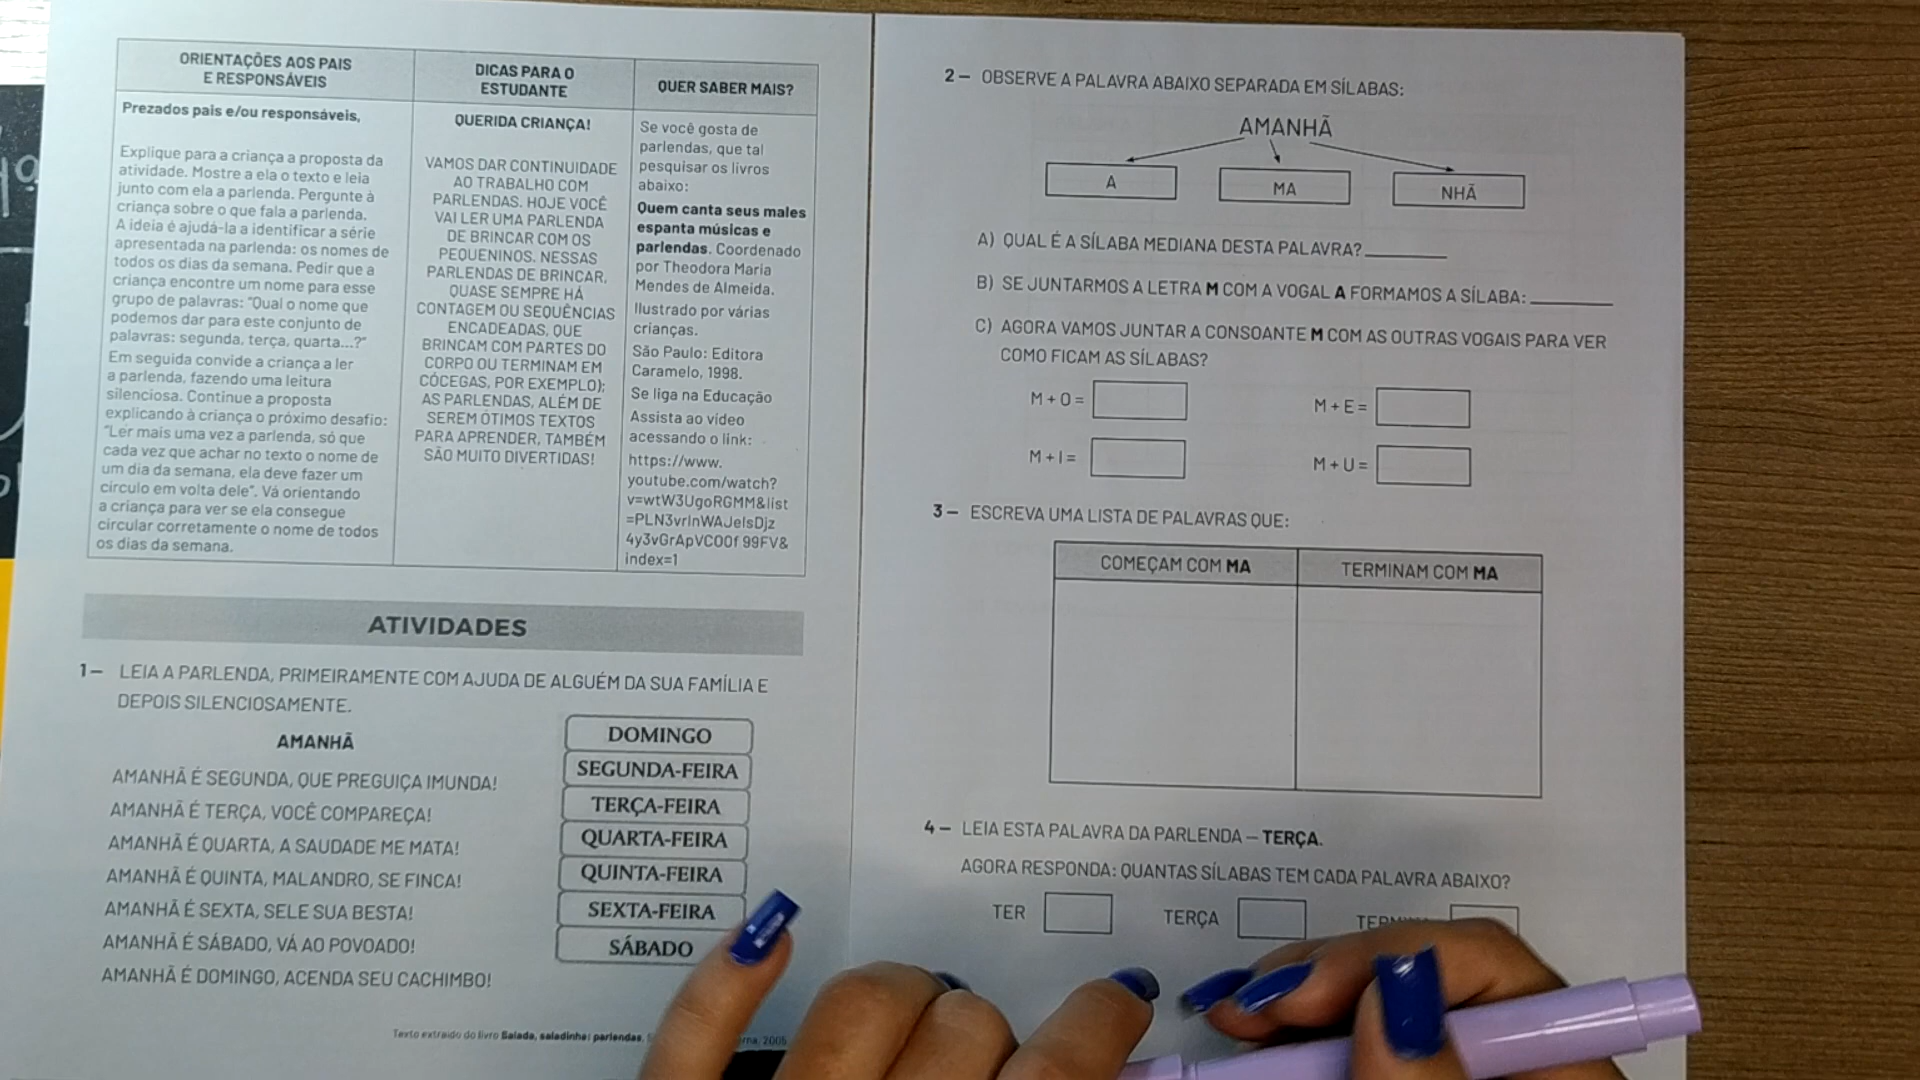 ORIENTAÇÕES AOS PAIS
E RESPONSÁVEIS
Prezados pais e/ou responsáveis,
Explique para a criança a proposta da
atividade. Mostre a ela o texto e leia
junto com ela a parlenda. Pergunte à
criança sobre o que fala a parlenda.
A ideia é ajudá-la a identificar a série
apresentada na parlenda: os nomes de
todos os dias da semana. Pedir que a
criança encontre um nome para esse
grupo de palavras: "Qual o nome que
podemos dar para este conjunto de
palavras: segunda, terça, quarta...?"
Em seguida convide a criança a ler
a parlenda, fazendo uma leitura
silenciosa. Continue a proposta
explicando à criança o próximo desafio:
"Ler mais uma vez a parlenda, só que
cada vez que achar no texto o nome de
um dia da semana, ela deve fazer um
círculo em volta dele". Vá orientando
a criança para ver se ela consegue
circular corretamente o nome de todos
os dias da semana.
DICAS PARA O
ESTUDANTE
QUERIDA CRIANÇA!
VAMOS DAR CONTINUIDADE
AO TRABALHO COM
PARLENDAS. HOJE VOCÊ
VAI LER UMA PARLENDA
DE BRINCAR COM OS
PEQUENINOS. NESSAS
PARLENDAS DE BRINCAR,
QUASE SEMPRE HÁ
CONTAGEM OU SEQUÊNCIAS
ENCADEADAS, QUE
BRINCAM COM PARTES DO
CORPO OU TERMINAM EM
CÓCEGAS, POR EXEMPLO);
AS PARLENDAS, ALÉM DE
SEREM ÓTIMOS TEXTOS
PARA APRENDER, TAMBÉM
SÃO MUITO DIVERTIDAS!
QUER SABER MAIS?
Se você gosta de
parlendas, que tal
pesquisar os livros
abaixo:
Quem canta seus males
espanta músicas e
parlendas. Coordenado
por Theodora Maria
Mendes de Almeida.
Ilustrado por várias
crianças.
São Paulo: Editora
Caramelo, 1998.
Se liga na Educação
Assista ao vídeo
acessando o link:
https://www.
youtube.com/watch?
v=wtW3UgoRGMM&list
=PLN3vrInWAJeIsDjz
4y3vGrApVCO0f 99FV&
index=1
ATIVIDADES
1 – LEIA A PARLENDA, PRIMEIRAMENTE COM AJUDA DE ALGUÉM DA SUA FAMÍLIA E
DEPOIS SILENCIOSAMENTE.
AMANHÃ
AMANHÃ É SEGUNDA, QUE PREGUIÇA IMUNDA!
AMANHÃ É TERÇA, VOCÊ COMPAREÇA!
AMANHÃ É QUARTA, A SAUDADE ME MATA!
AMANHÃ É QUINTA, MALANDRO, SE FINCA!
AMANHÃ É SEXTA, SELE SUA BESTA!
AMANHÃ É SÁBADO, VÁ AO POVOADO!
AMANHÃ É DOMINGO, ACENDA SEU CACHIMBO!
DOMINGO
SEGUNDA-FEIRA
TERÇA-FEIRA
QUARTA-FEIRA
QUINTA-FEIRA
SEXTA-FEIRA
SÁBADO
Texto extraído do livro Salada, saladinha: parlendas. 2005
2 – OBSERVE A PALAVRA ABAIXO SEPARADA EM SÍLABAS:
AMANHÃ
A MA NHÃ
A) QUAL É A SÍLABA MEDIANA DESTA PALAVRA? ________
B) SE JUNTARMOS A LETRA M COM A VOGAL A FORMAMOS A SÍLABA: ________
C) AGORA VAMOS JUNTAR A CONSOANTE M COM AS OUTRAS VOGAIS PARA VER
COMO FICAM AS SÍLABAS?
M + O = M + E =
M + I = M + U =
3 – ESCREVA UMA LISTA DE PALAVRAS QUE:
COMEÇAM COM MA TERMINAM COM MA
4 – LEIA ESTA PALAVRA DA PARLENDA – TERÇA.
AGORA RESPONDA: QUANTAS SÍLABAS TEM CADA PALAVRA ABAIXO?
TER TERÇA